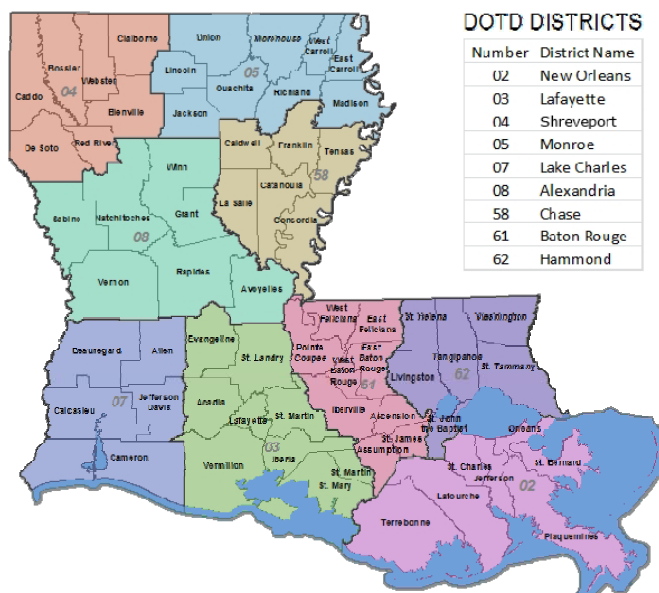 DOTD DISTRICTS
Number District Name
02 New Orleans
03 Lafayette
04 Shreveport
05 Monroe
07 Lake Charles
08 Alexandria
58 Chase
61 Baton Rouge
62 Hammond
Claiborne
Union
Morehouse
West
Carroll
East
Carroll
Bossier
Webster
Lincoln
05
Ouachita
Caddo
04
Richland
Bienville
Jackson
Madison
De Soto
Red River
Caldwell
Franklin
Tensas
Winn
58
Catahoula
La Salle
Sabine
Natchitoches
Grant
Concordia
08
Vernon
Rapides
Avoyelles
West
Feliciana
East
Feliciana
St. Helena
Washington
Evangeline
Pointe
Coupee
St. Landry
Beauregard
Allen
West
Baton
Rouge
East
Baton
Rouge
61
Livingston
Tangipahoa
62
St. Tammany
Calcasieu
07
Jefferson
Davis
Acadia
Lafayette
St. Martin
Iberville
Ascension
St. John
the Baptist
Orleans
St. James
Assumption
Cameron
Vermilion
03
Iberia
St. Martin
St. Mary
St. Charles
Jefferson
St. Bernard
02
Lafourche
Terrebonne
Plaquemines